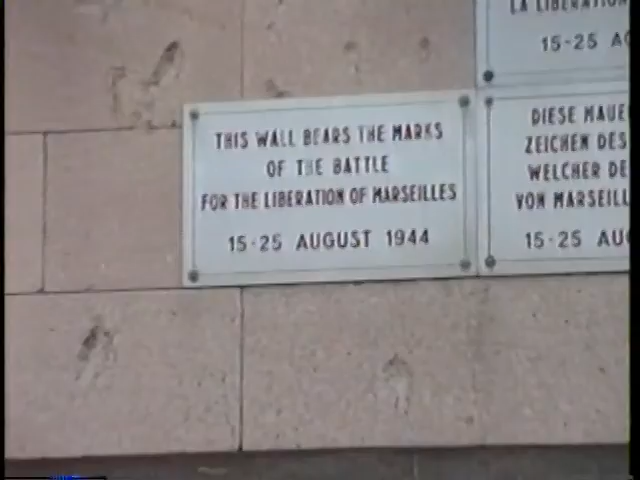 LA LIBERATION
15-25 A
THIS WALL BEARS THE MARKS
OF THE BATTLE
FOR THE LIBERATION OF MARSEILLES
15-25 AUGUST 1944
DIESE MAUE
ZEICHEN DES
WELCHER DE
VON MARSEILL
15-25 AU